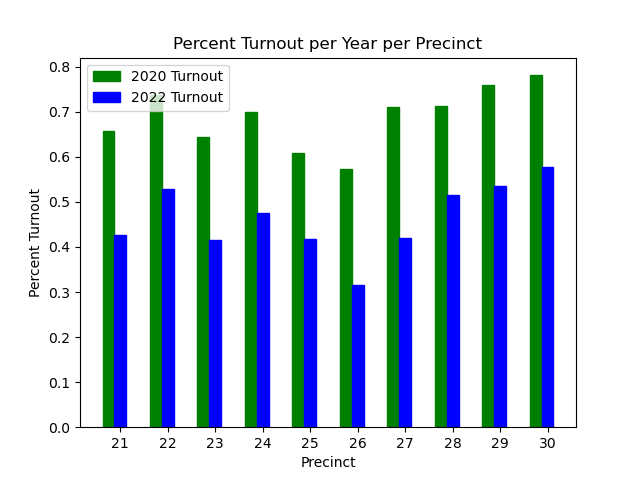 Percent Turnout per Year per Precinct
2020 Turnout
2022 Turnout
0.8
0.7
0.6
0.5
0.4
0.3
0.2
0.1
0.0
Percent Turnout
21 22 23 24 25 26 27 28 29 30
Precinct